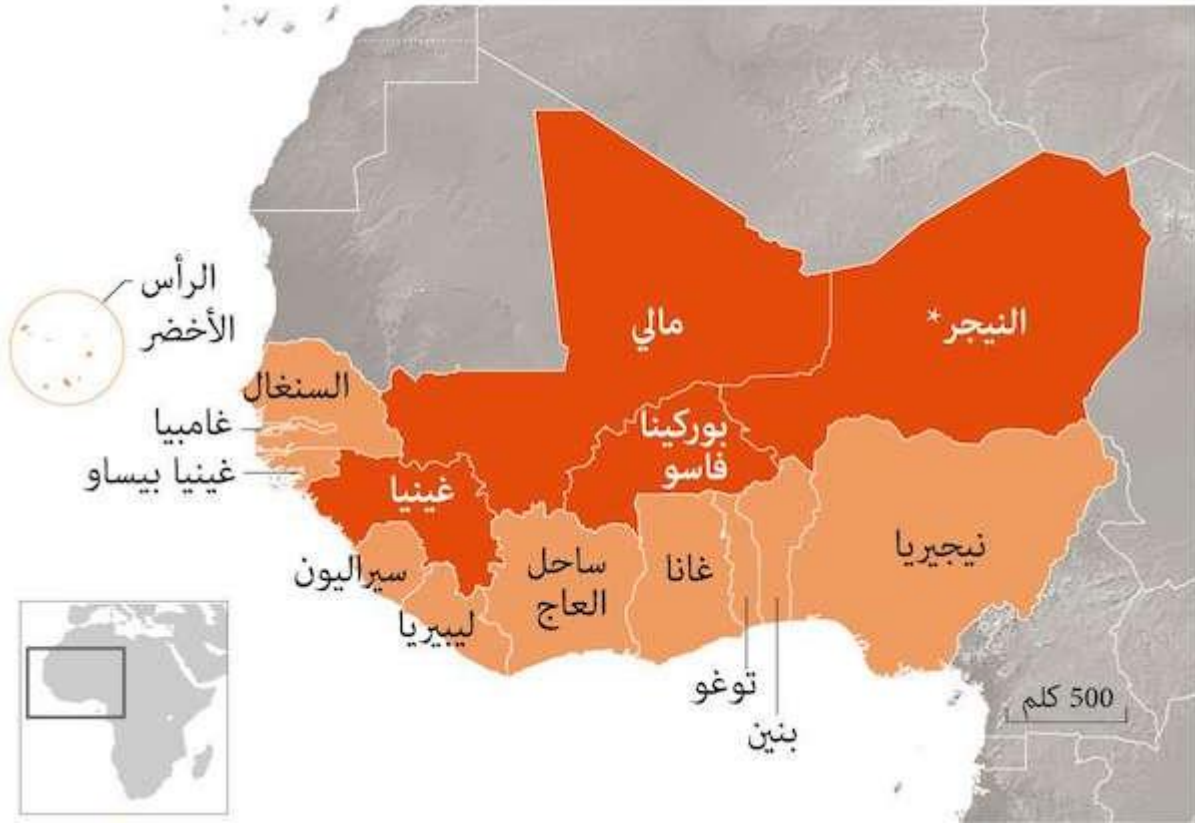 الرأس
الأخضر
السنغال
غامبيا
غينيا بيساو
مالي
النيجر*
بوركينا
فاسو
غينيا
سيراليون
ليبيريا
ساحل
العاج
غانا
نيجيريا
توغو
بنين
500 كلم